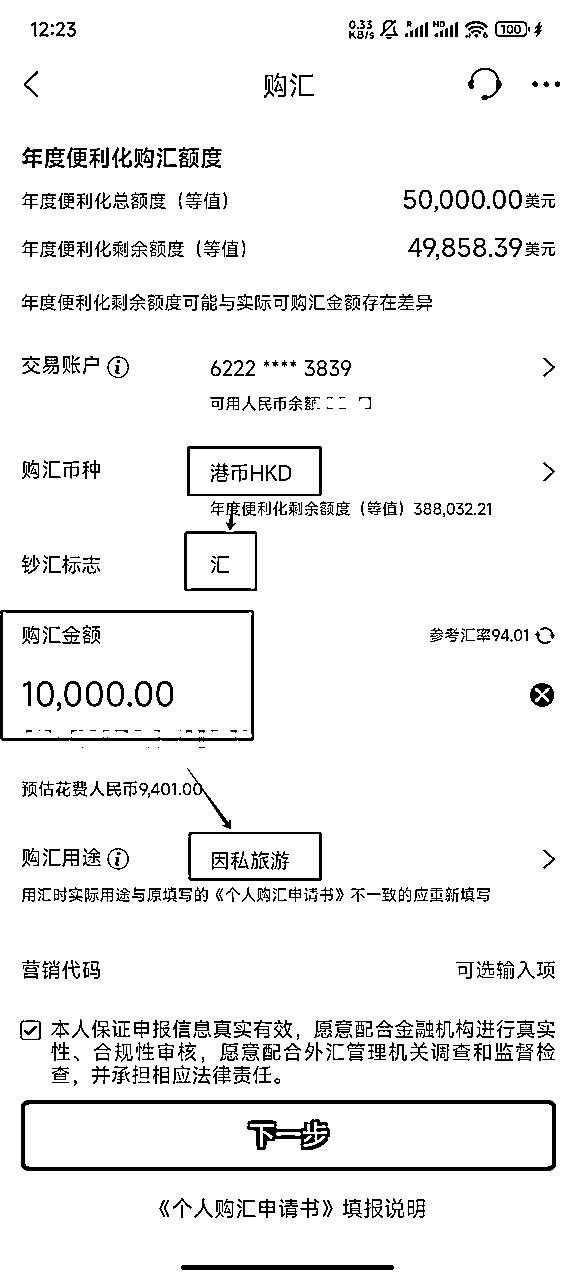 12:23
0.33 KB/s
HD
100
购汇
年度便利化购汇额度
年度便利化总额度（等值） 50,000.00美元
年度便利化剩余额度（等值） 49,858.39美元
年度便利化剩余额度可能与实际可购汇金额存在差异
交易账户 6222 **** 3839
可用人民币余额
购汇币种 港币HKD
年度便利化剩余额度（等值）388,032.21
钞汇标志 汇
购汇金额 参考汇率94.01
10,000.00
预估花费人民币9,401.00
购汇用途 因私旅游
用汇时实际用途与原填写的《个人购汇申请书》不一致的应重新填写
营销代码 可选输入项
本人保证申报信息真实有效，愿意配合金融机构进行真实
性、合规性审核，愿意配合外汇管理机关调查和监督检
查，并承担相应法律责任。
下一步
《个人购汇申请书》填报说明